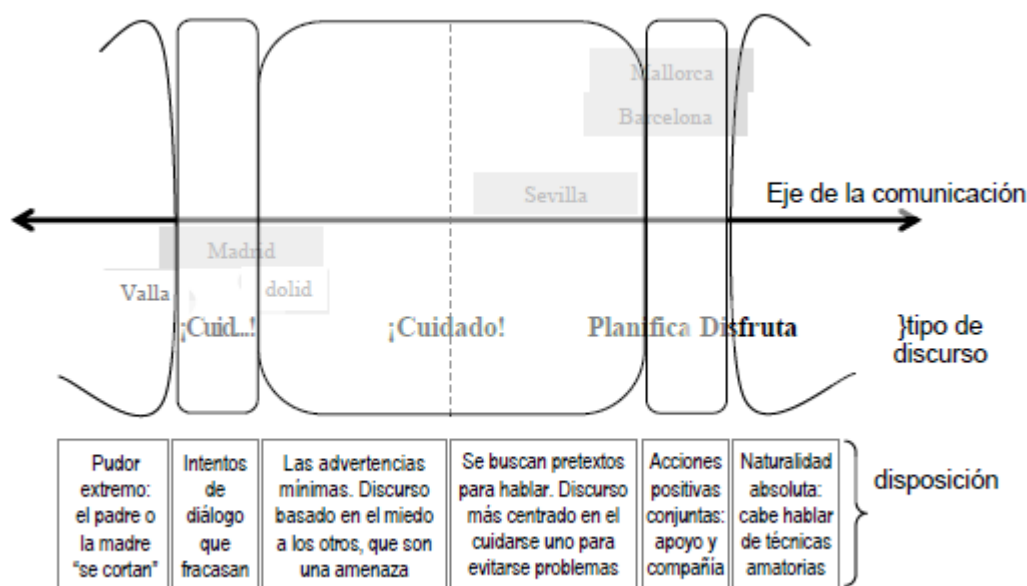 Mallorca
Barcelona
Sevilla
Eje de la comunicación
Madrid
Valla dolid
¡Cuid...! ¡Cuidado! Planifica Disfruta
}tipo de
discurso
Pudor
extremo:
el padre o
la madre
“se cortan”
Intentos
de
diálogo
que
fracasan
Las advertencias
mínimas. Discurso
basado en el miedo
a los otros, que son
una amenaza
Se buscan pretextos
para hablar. Discurso
más centrado en el
cuidarse uno para
evitarse problemas
Acciones
positivas
conjuntas:
apoyo y
compañía
Naturalidad
absoluta:
cabe hablar
de técnicas
amatorias
disposición